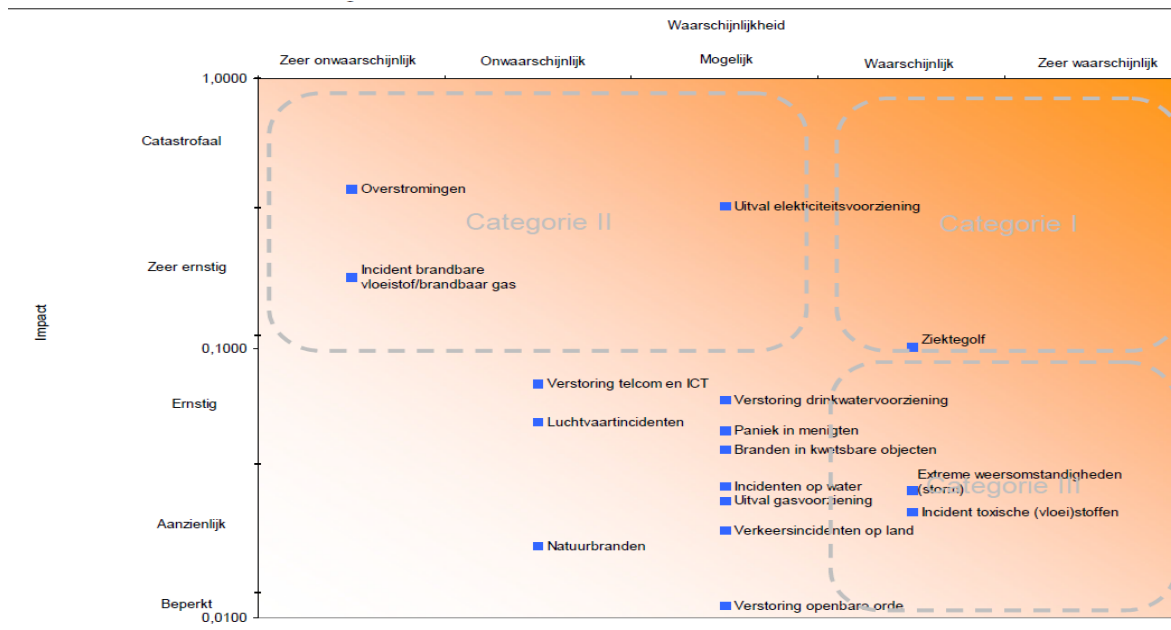 Waarschijnlijkheid
Zeer onwaarschijnlijk
Onwaarschijnlijk
Mogelijk
Waarschijnlijk
Zeer waarschijnlijk
1,0000
Catastrofaal
Overstromingen
Uitval elekticiteitsvoorziening
Categorie II
Categorie I
Zeer ernstig
Incident brandbare
vloeistof/brandbaar gas
Impact
Ziektegolf
0,1000
Verstoring telcom en ICT
Ernstig
Verstoring drinkwatervoorziening
Luchtvaartincidenten
Paniek in menigten
Branden in kwetsbare objecten
Extreme weersomstandigheden
(storm)
Categorie III
Incidenten op water
Uitval gasvoorziening
Incident toxische (vloei)stoffen
Aanzienlijk
Verkeersincidenten op land
Natuurbranden
Beperkt
Verstoring openbare orde
0,0100